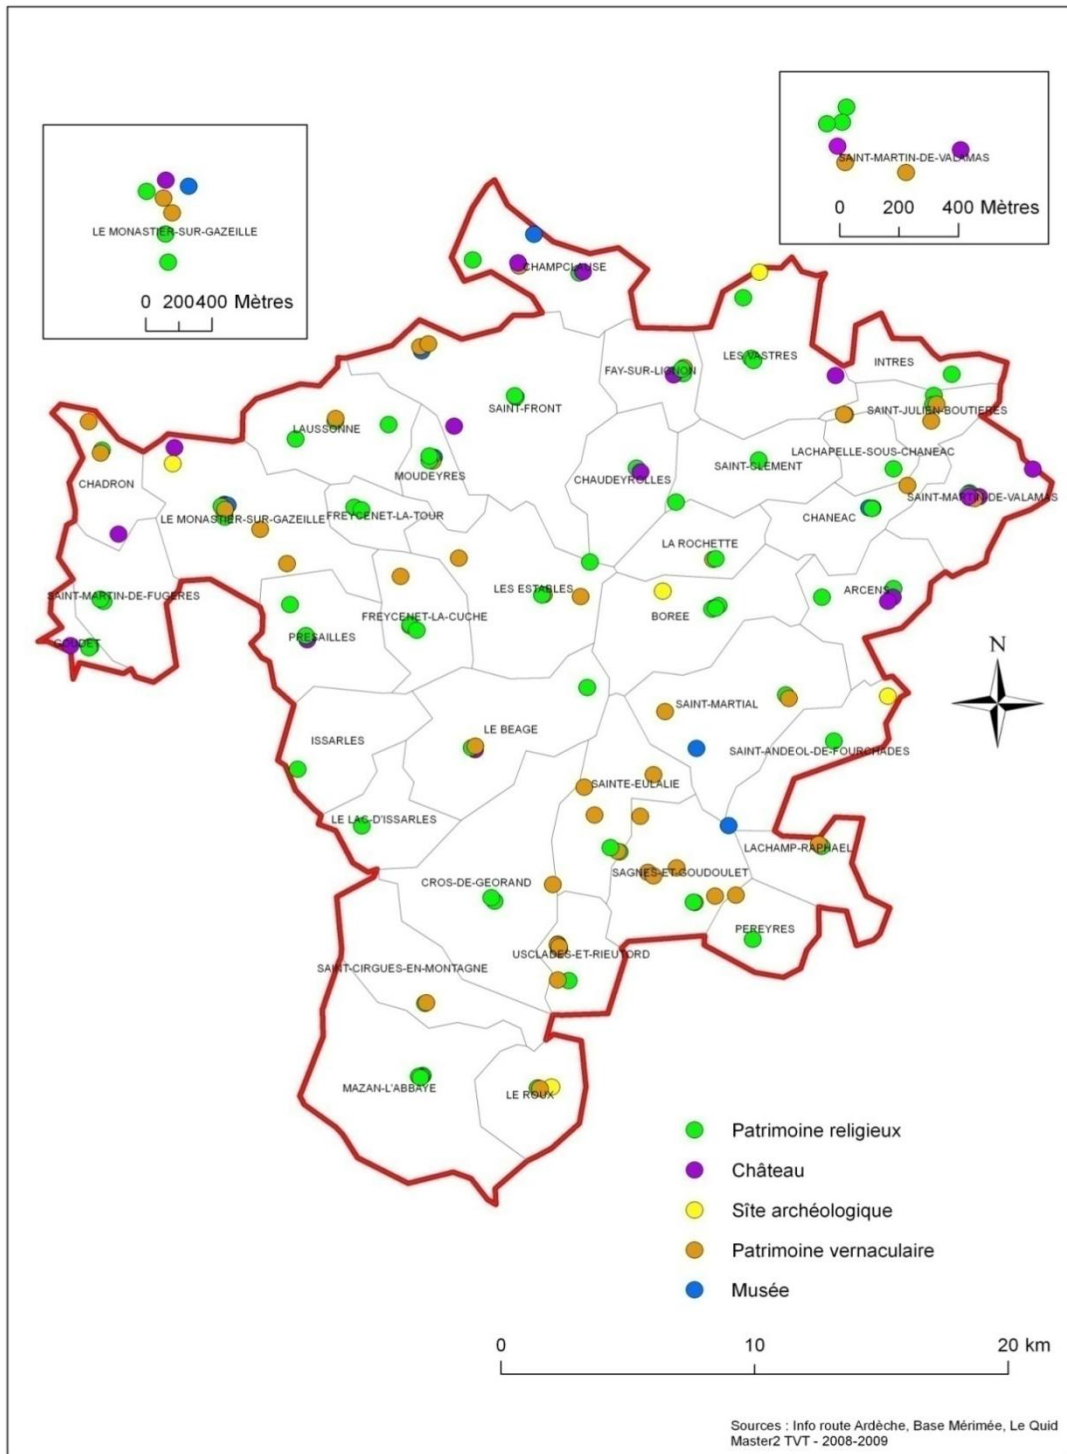 SAINT-MARTIN-DE-VALAMAS
0 200 400 Mètres
LE MONASTIER-SUR-GAZEILLE
0 200400 Mètres
CHAMPCLAUSE
LES VASTRES
INTRES
FAY-SUR-LIGNON
SAINT-FRONT
SAINT-JULIEN-BOUTIERES
LAUSSONNE
LACHAPELLE-SOUS-CHANEAC
SAINT-CLEMENT
MOUDEYRES
CHAUDEYROLLES
CHADRON
SAINT-MARTIN-DE-VALAMAS
LE MONASTIER-SUR-GAZEILLE
FREYCENET-LA-TOUR
CHANEAC
LA ROCHETTE
LES ESTABLES
ARCENS
SAINT-MARTIN-DE-FUGERES
FREYCENET-LA-CUCHE
BOREE
PRESAILLES
GOUDET
N
SAINT-MARTIAL
LE BEAGE
ISSARLES
SAINT-ANDEOL-DE-FOURCHADES
SAINTE-EULALIE
LE LAC-D'ISSARLES
LACHAMP-RAPHAEL
SAGNES-ET-GOUDOULET
CROS-DE-GEORAND
PEREYRES
USCLADES-ET-RIEUTORD
SAINT-CIRGUES-EN-MONTAGNE
MAZAN-L'ABBAYE
LE ROUX
Patrimoine religieux
Château
Sîte archéologique
Patrimoine vernaculaire
Musée
0 10 20 km
Sources : Info route Ardèche, Base Mérimée, Le Quid
Master2 TVT - 2008-2009